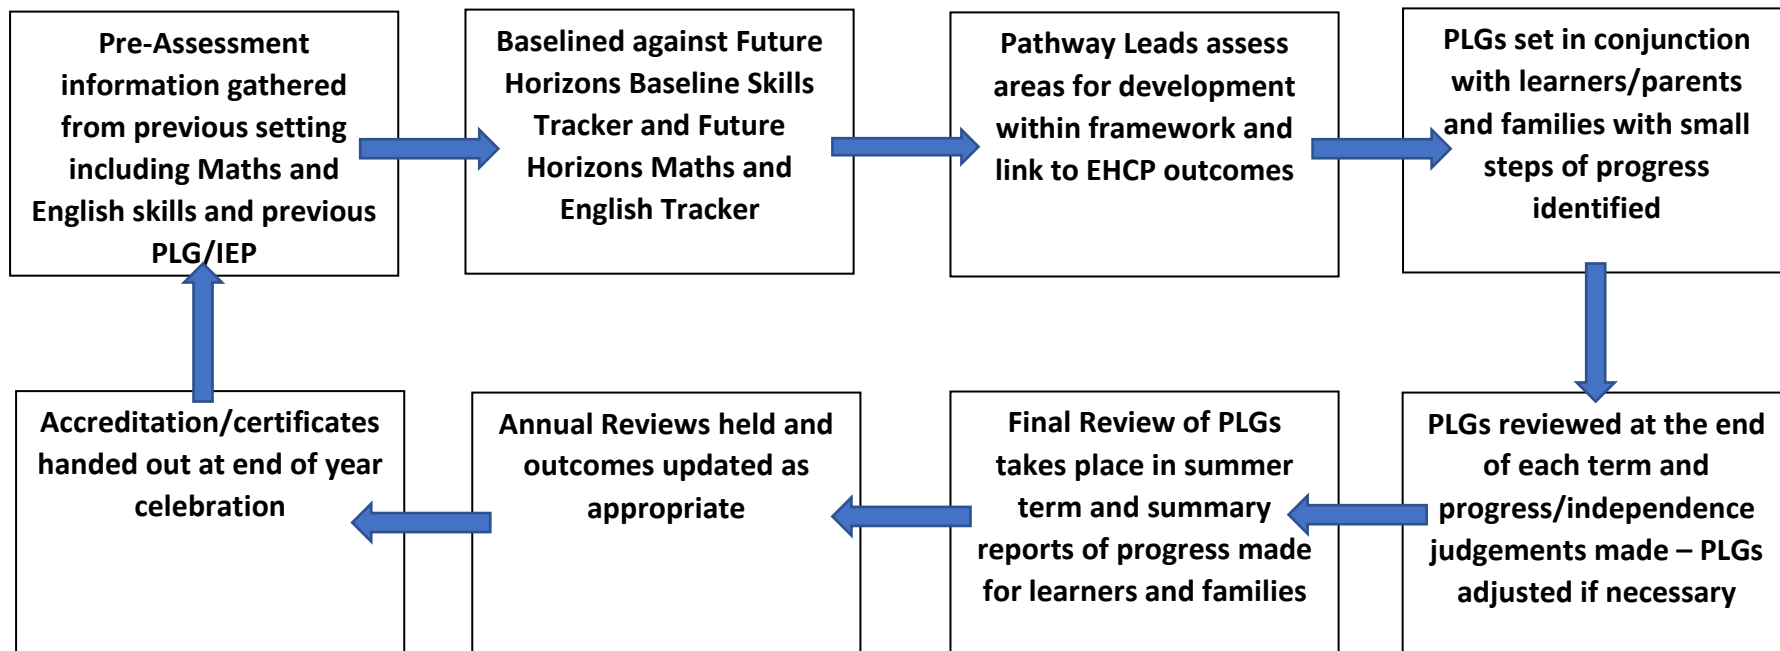 Pre-Assessment
information gathered
from previous setting
including Maths and
English skills and previous
PLG/IEP
Baselined against Future
Horizons Baseline Skills
Tracker and Future
Horizons Maths and
English Tracker
Pathway Leads assess
areas for development
within framework and
link to EHCP outcomes
PLGs set in conjunction
with learners/parents
and families with small
steps of progress
identified
PLGs reviewed at the end
of each term and
progress/independence
judgements made – PLGs
adjusted if necessary
Final Review of PLGs
takes place in summer
term and summary
reports of progress made
for learners and families
Annual Reviews held and
outcomes updated as
appropriate
Accreditation/certificates
handed out at end of year
celebration